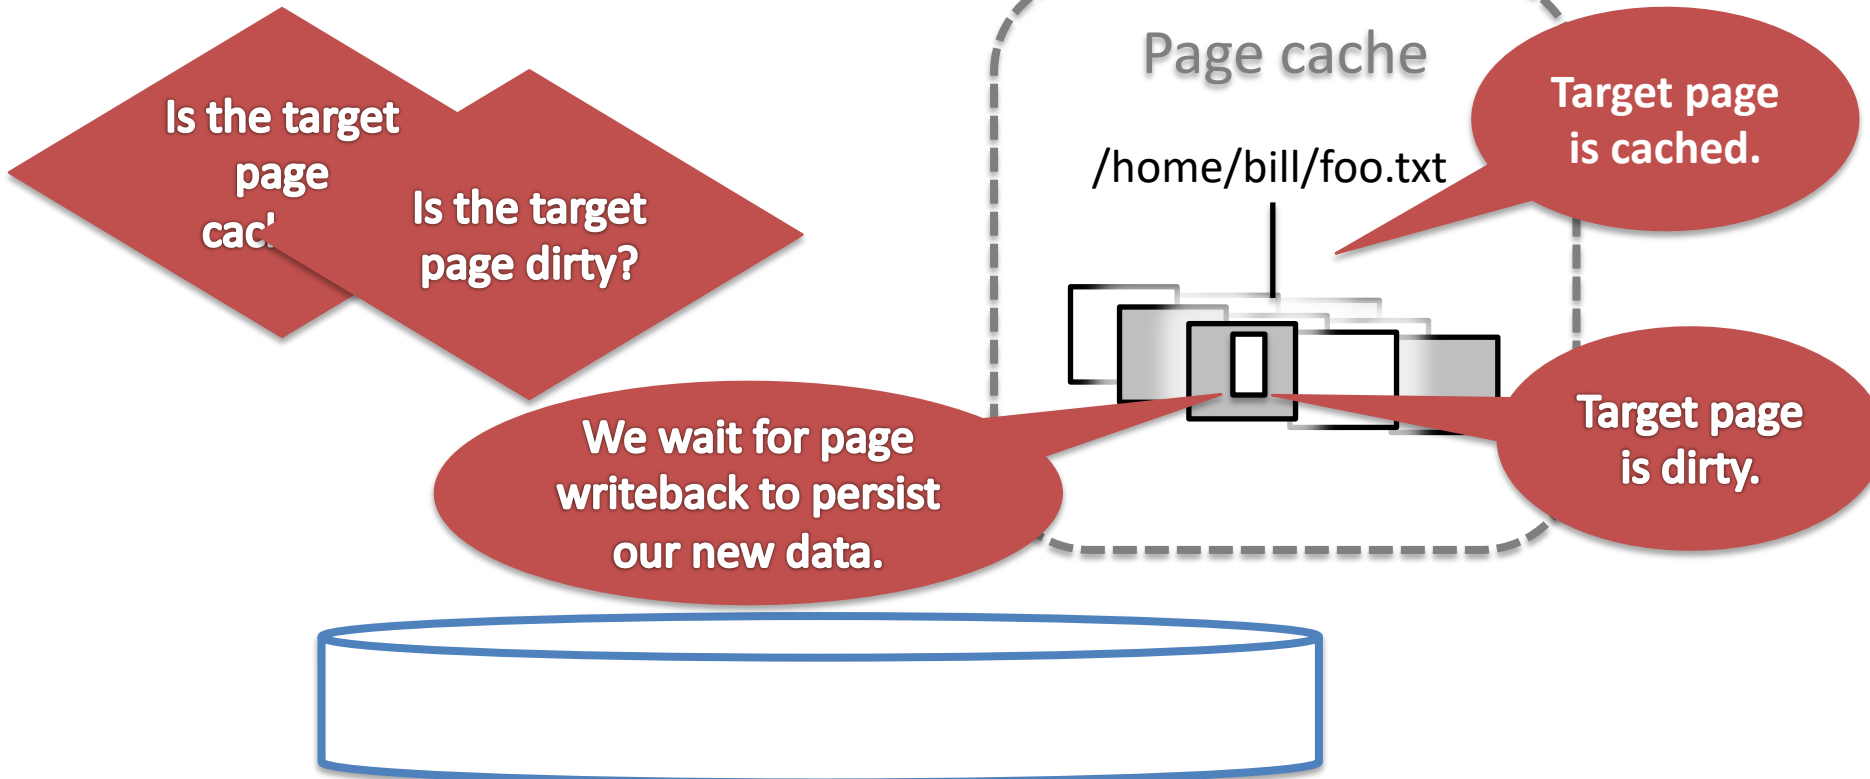 Is the target
page
Is the target
page dirty?
Page cache
/home/bill/foo.txt
Target page
is cached.
Target page
is dirty.
We wait for page
writeback to persist
our new data.